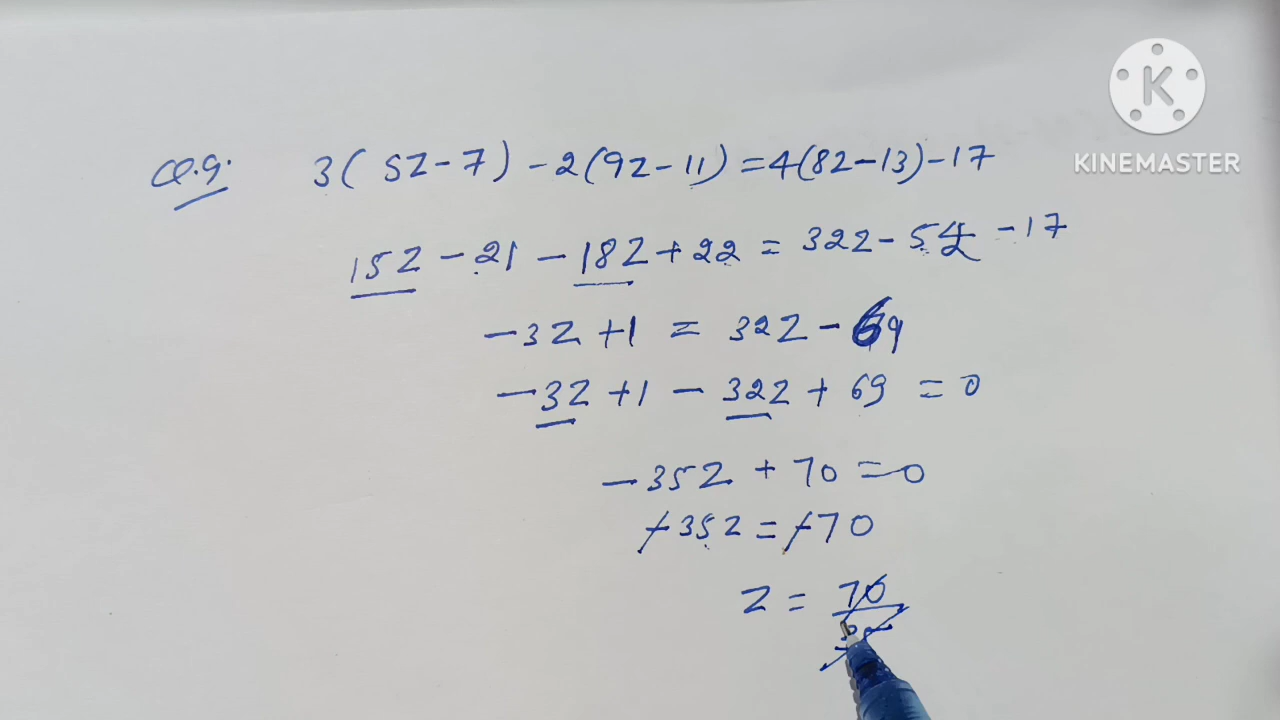 Q.9. 3(5z-7)-2(9z-11)=4(8z-13)-17
KINEMASTER
15z-21-18z+22=32z-52-17
-3z+1=32z-69
-3z+1-32z+69=0
-35z+70=0
-35z=-70
z=70/35